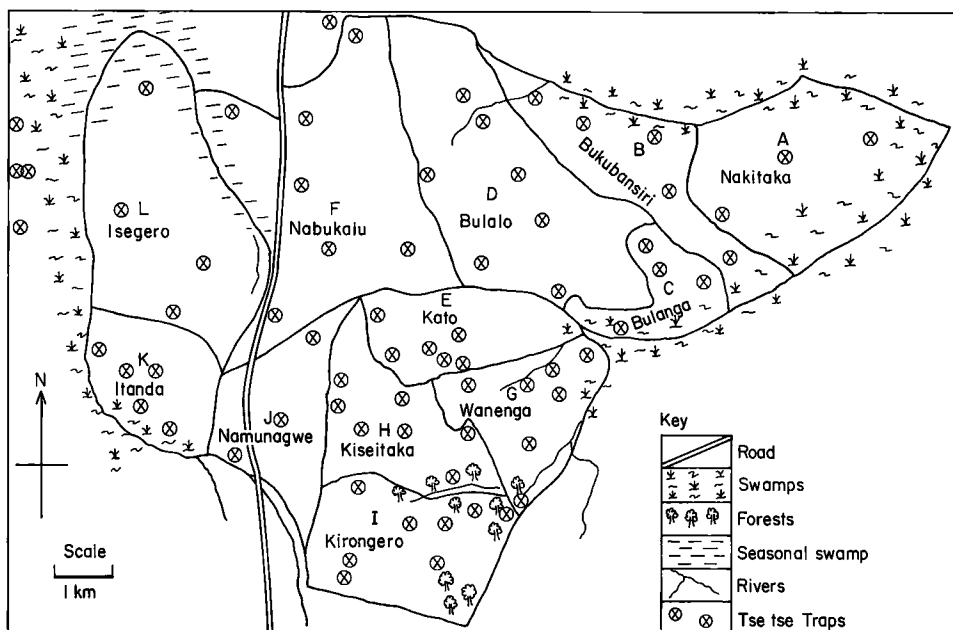 A
Nakitaka
B
Bukubansiri
L
Isegero
F
Nabukalu
D
Bulalo
C
Bulanga
E
Kato
K
Itanda
G
Wanenga
J
Namunagwe
H
Kiseitaka
I
Kirongero
N
Scale
1 km
Key
Road
Swamps
Forests
Seasonal swamp
Rivers
Tse tse Traps